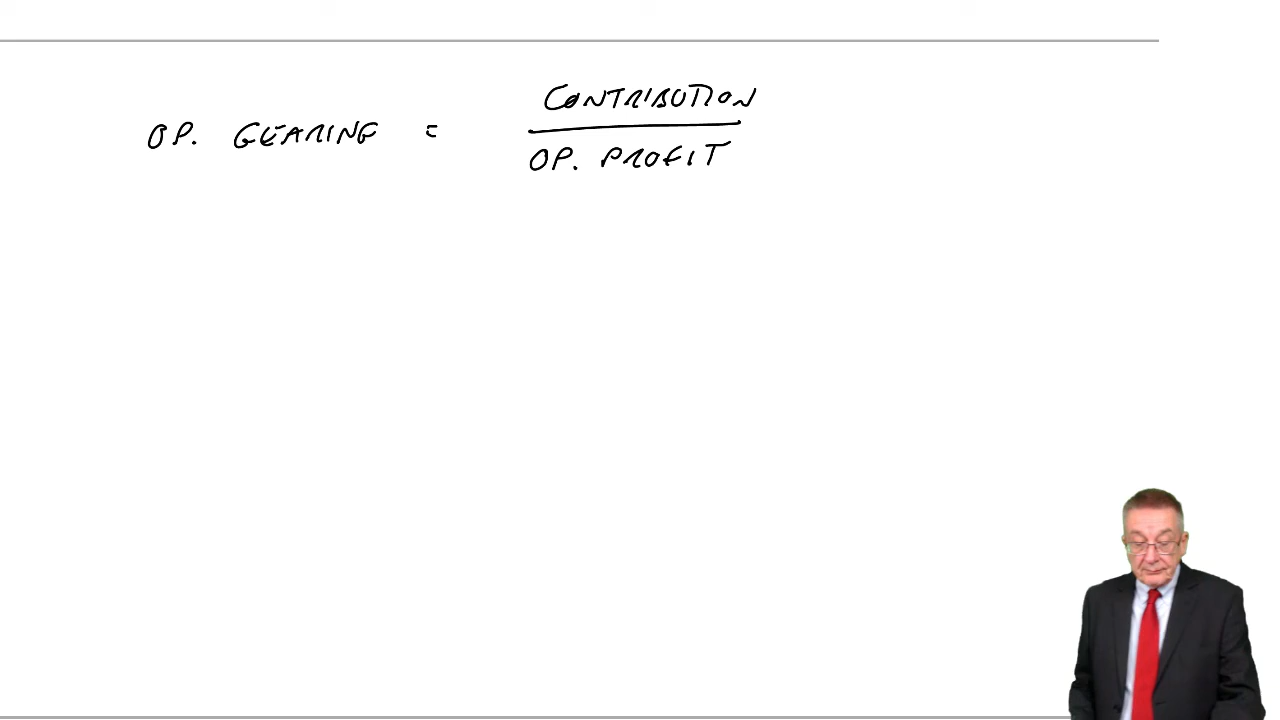 OP. GEARING = CONTRIBUTION
OP. PROFIT